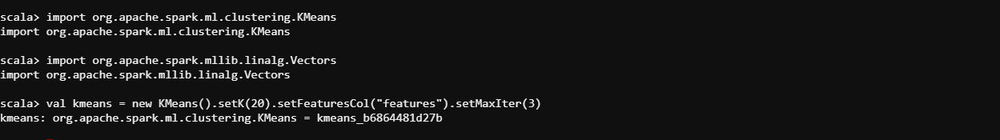 scala> import org.apache.spark.ml.clustering.KMeans
import org.apache.spark.ml.clustering.KMeans
scala> import org.apache.spark.mllib.linalg.Vectors
import org.apache.spark.mllib.linalg.Vectors
scala> val kmeans = new KMeans().setK(20).setFeaturesCol("features").setMaxIter(3)
kmeans: org.apache.spark.ml.clustering.KMeans = kmeans_b6864481d27b